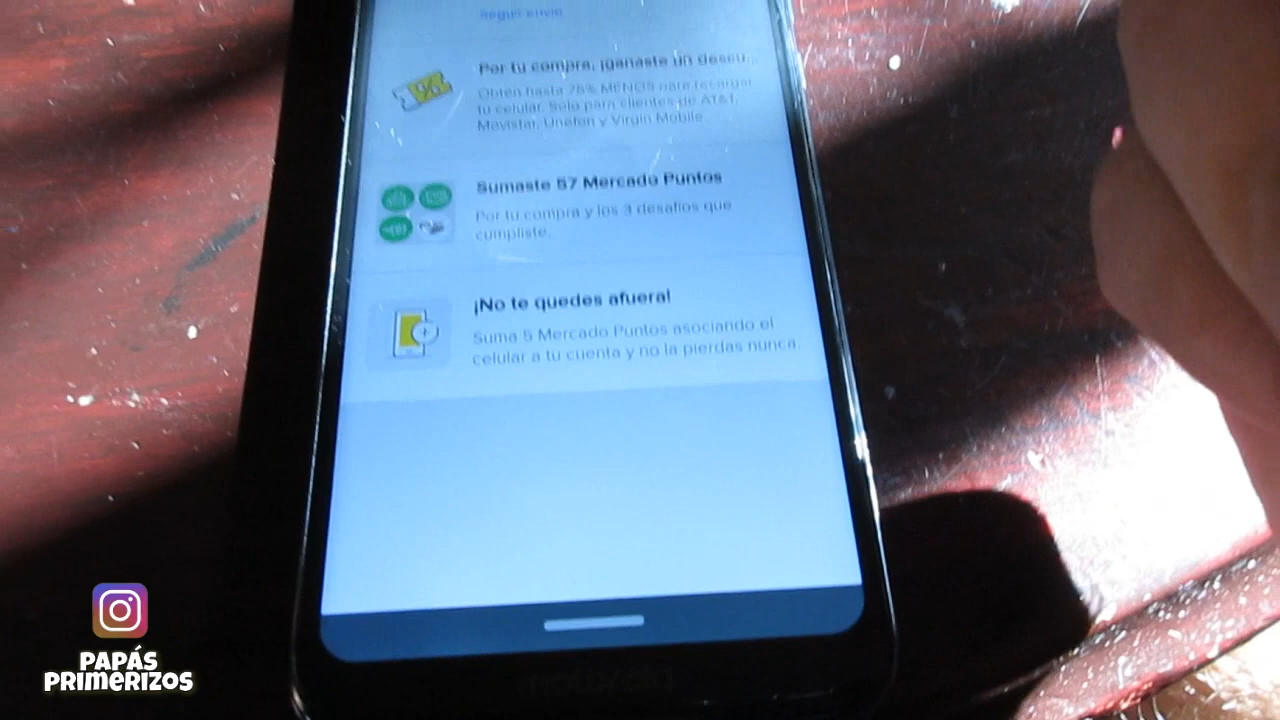 Seguir envío
Por tu compra, ¡ganaste un descu...
Obtén hasta 75% MENOS para recargar
tu celular. Solo para clientes de AT&T,
Movistar, Unefon y Virgin Mobile.
Sumaste 57 Mercado Puntos
Por tu compra y los 3 desafíos que
cumpliste.
¡No te quedes afuera!
Suma 5 Mercado Puntos asociando el
celular a tu cuenta y no la pierdas nunca.
PAPÁS
PRIMERIZOS